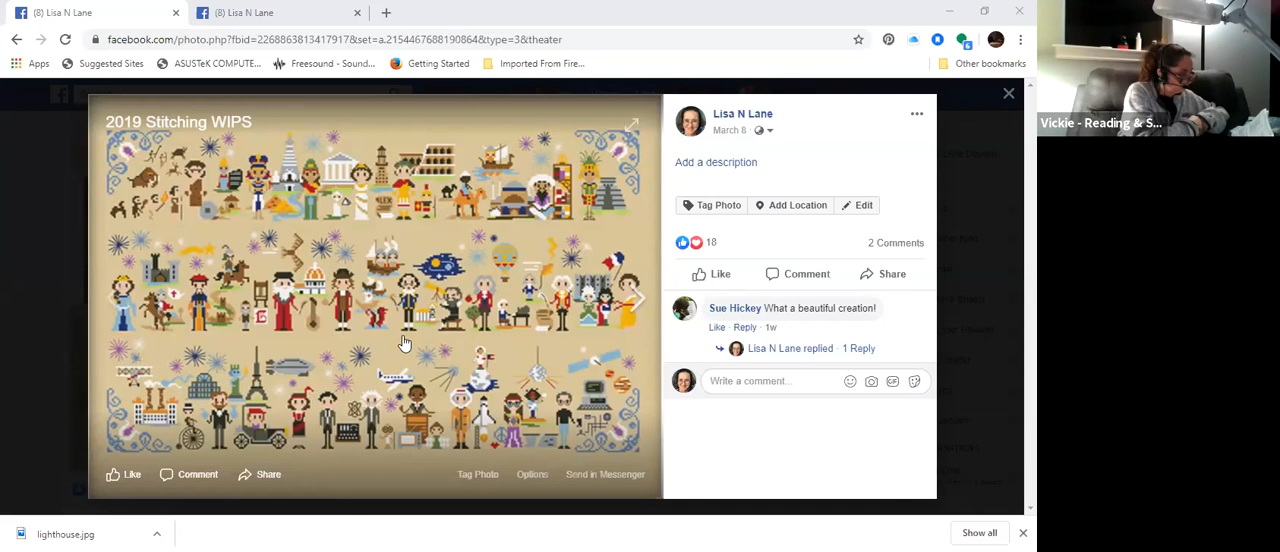 (8) Lisa N Lane
(8) Lisa N Lane
facebook.com/photo.php?fbid=2268863813417917&set=a.215446768190864&type=3&theater
Apps Suggested Sites ASUSTeK COMPUTE... Freesound - Soun... Getting Started Imported From Fire... Other bookmarks
6
2019 Stitching WIPS
Lisa N Lane
March 8
Add a description
Tag Photo Add Location Edit
18 2 Comments
Like Comment Share
Sue Hickey What a beautiful creation!
Like · Reply · 1w
Lisa N Lane replied · 1 Reply
Write a comment...
GIF
Like Comment Share Tag Photo Options Send in Messenger
lighthouse.jpg Show all
Vickie - Reading & S...